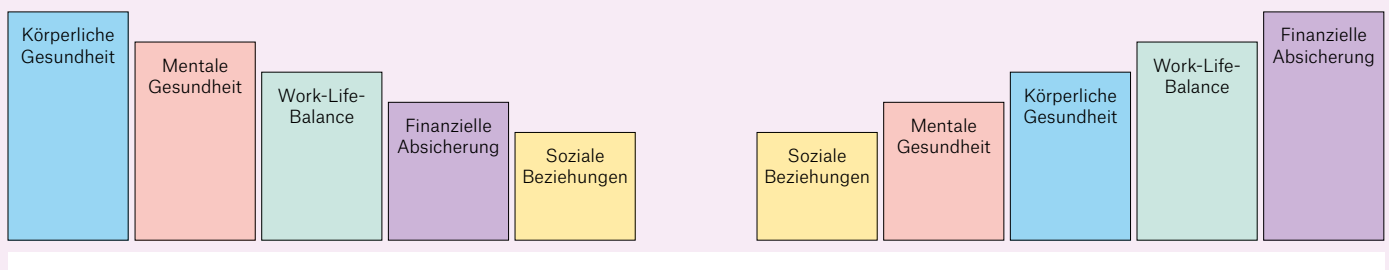 Körperliche
Gesundheit
Mentale
Gesundheit
Work-Life-
Balance
Finanzielle
Absicherung
Soziale
Beziehungen
Soziale
Beziehungen
Mentale
Gesundheit
Körperliche
Gesundheit
Work-Life-
Balance
Finanzielle
Absicherung